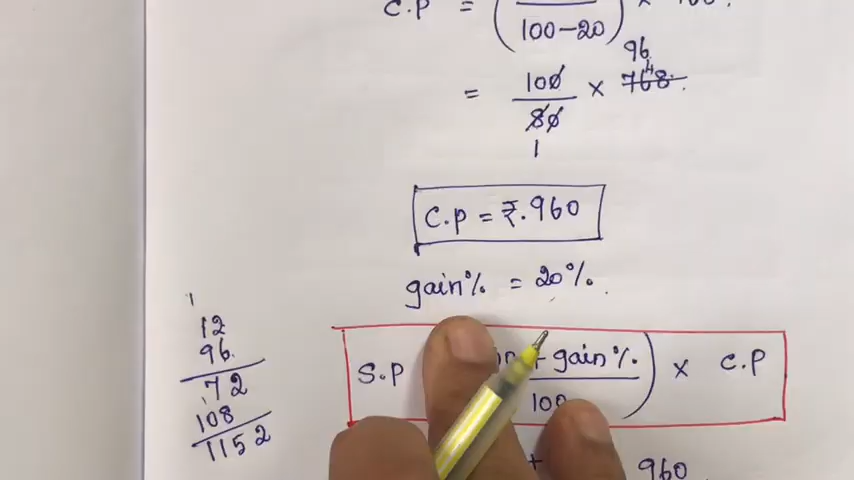 C.P = ( / 100-20 ) × 100.
96
= 100/80 × 768.
1
C.P = ₹.960
gain% = 20%.
S.P + gain% / 100 ) × C.P
+ 960
1
12
96
72
108
1152